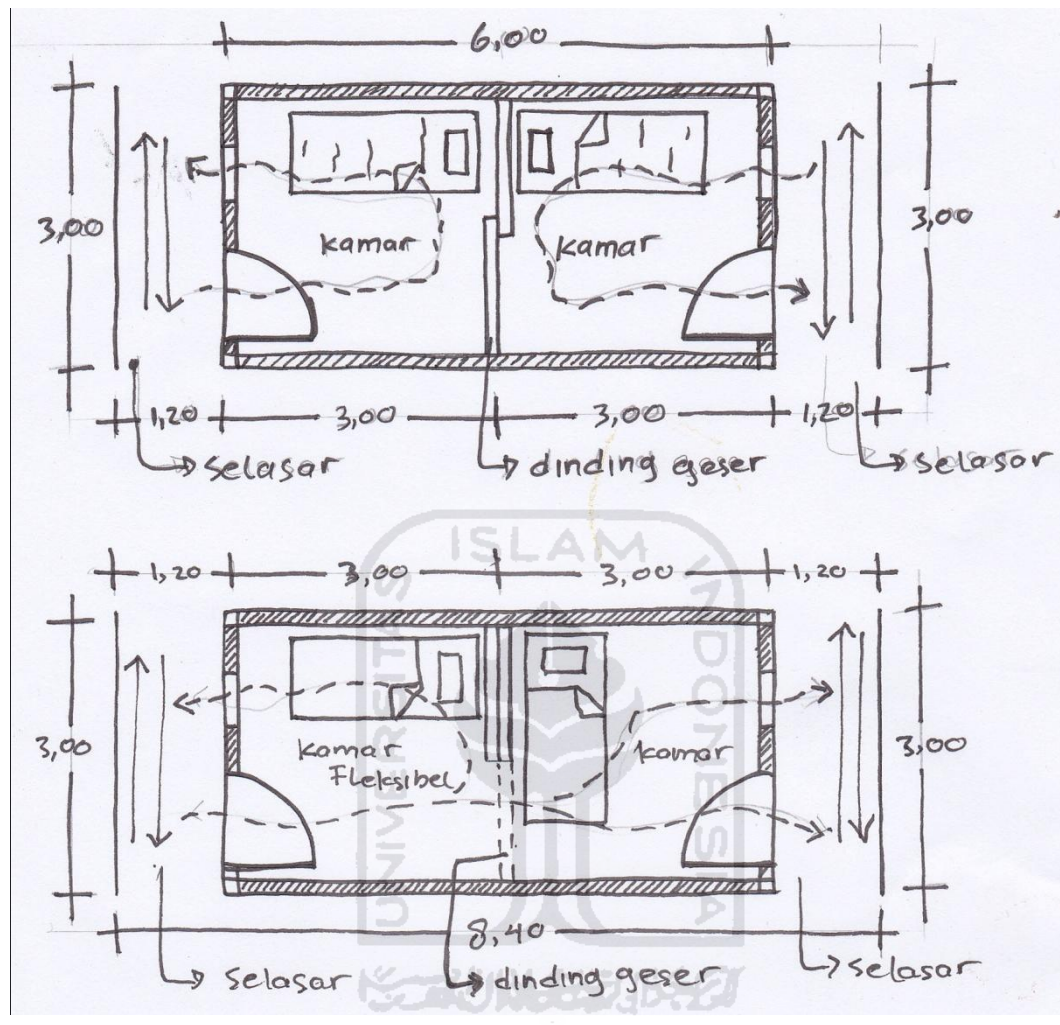 6,00
3,00
3,00
kamar
kamar
1,20
3,00
3,00
1,20
selasar
dinding geser
selasar
1,20
3,00
3,00
1,20
3,00
3,00
kamar
Fleksibel
kamar
8,40
selasar
dinding geser
selasar
UNIVERSITAS
ISLAM
INDONESIA